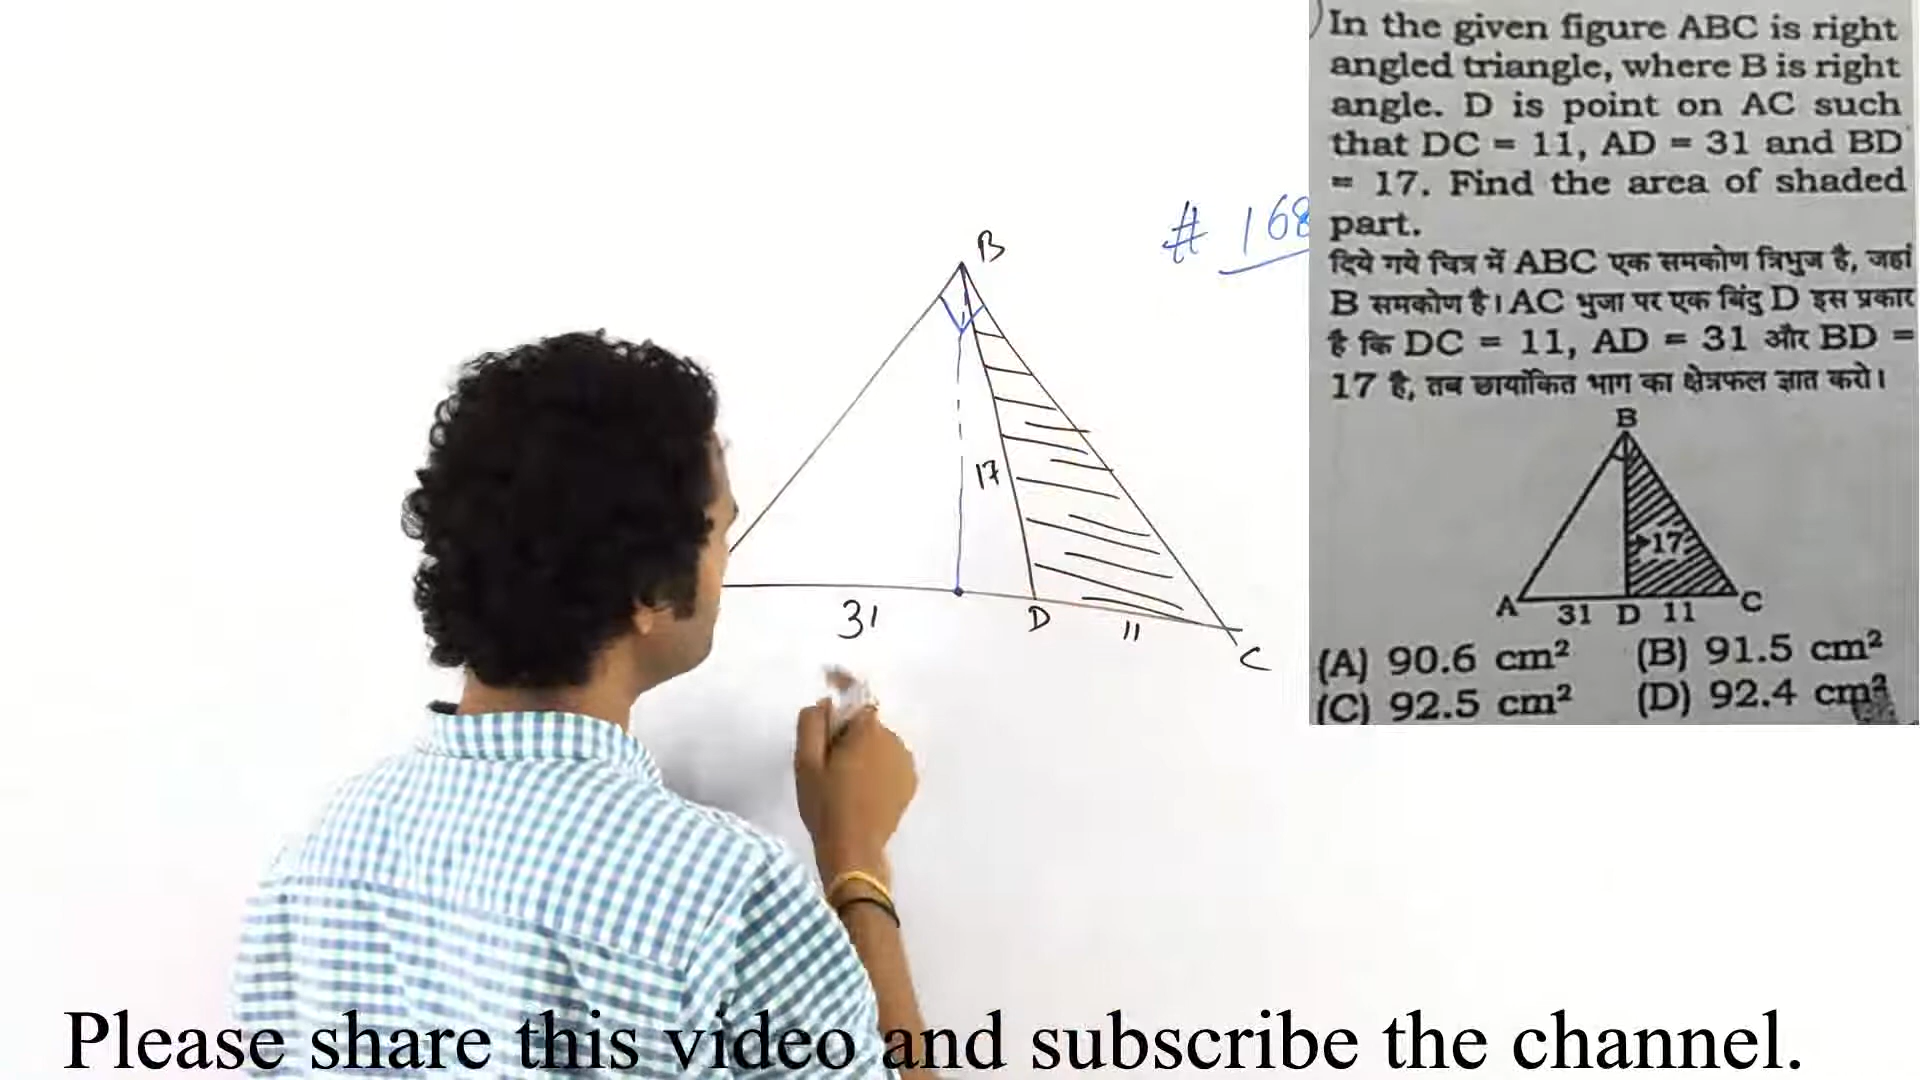 In the given figure ABC is right
angled triangle, where B is right
angle. D is point on AC such
that DC = 11, AD = 31 and BD
= 17. Find the area of shaded
part.
दिये गये चित्र में ABC एक समकोण त्रिभुज है, जहां
B समकोण है। AC भुजा पर एक बिंदु D इस प्रकार
है कि DC = 11, AD = 31 और BD =
17 है, तब छायांकित भाग का क्षेत्रफल ज्ञात करो।
B
17
A 31 D 11 C
(A) 90.6 cm² (B) 91.5 cm²
(C) 92.5 cm² (D) 92.4 cm²
# 168
B
17
31 D 11 C
Please share this video and subscribe the channel.